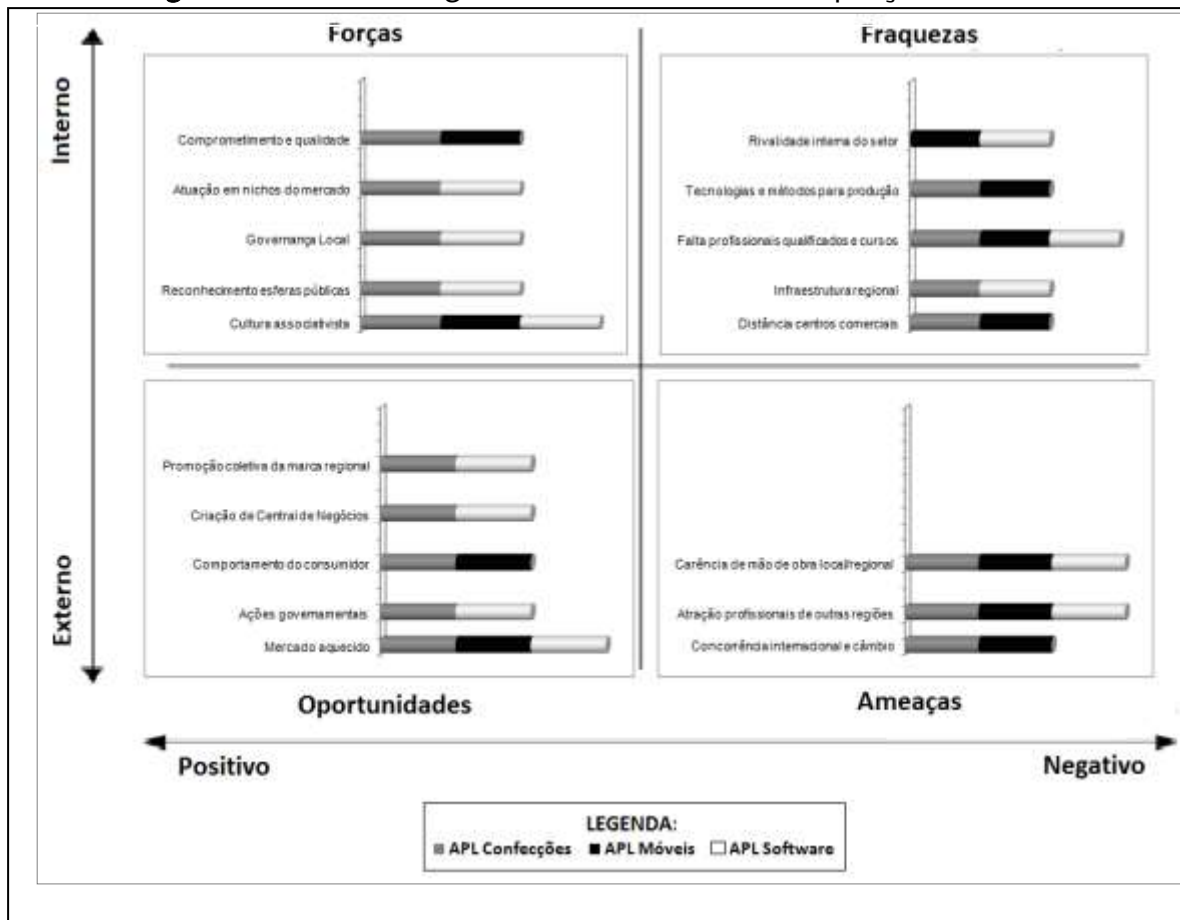 Forças
Fraquezas
Interno
Comprometimento e qualidade
Atuação em nichos do mercado
Governança Local
Reconhecimento esferas públicas
Cultura associativista
Rivalidade interna do setor
Tecnologias e métodos para produção
Falta profissionais qualificados e cursos
Infraestrutura regional
Distância centros comerciais
Externo
Promoção coletiva da marca regional
Criação de Central de Negócios
Comportamento do consumidor
Ações governamentais
Mercado aquecido
Carência de mão de obra local/regional
Atração profissionais de outras regiões
Concorrência internacional e câmbio
Oportunidades
Ameaças
Positivo
Negativo
LEGENDA:
APL Confecções APL Móveis APL Software